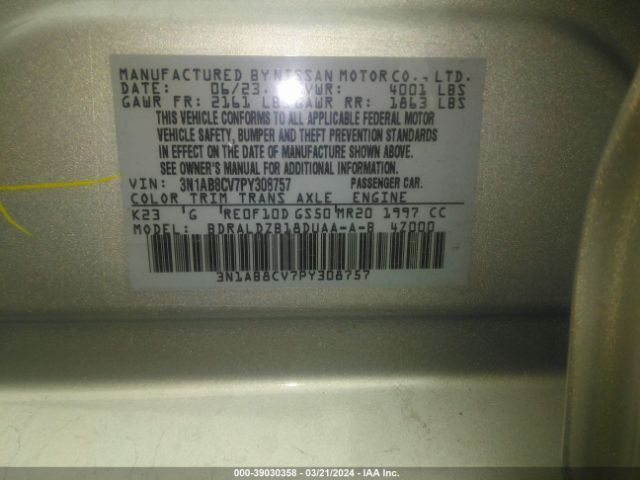 MANUFACTURED BY NISSAN MOTOR CO., LTD.
DATE: 06/23 VWR: 4001 LBS
GAWR FR: 2161 LBS GAWR RR: 1863 LBS
THIS VEHICLE CONFORMS TO ALL APPLICABLE FEDERAL MOTOR
VEHICLE SAFETY, BUMPER AND THEFT PREVENTION STANDARDS
IN EFFECT ON THE DATE OF MANUFACTURE SHOWN ABOVE.
SEE OWNER'S MANUAL FOR ADDITIONAL INFORMATION.
VIN: 3N1AB8CV7PY308757 PASSENGER CAR.
COLOR TRIM TRANS AXLE ENGINE
K23 G RE0F10D GS50 MR20 1997 CC
MODEL: BDRALDZB18DUAA-A-B 4Z000
3N1AB8CV7PY308757
000-39030358 - 03/21/2024 - IAA Inc.